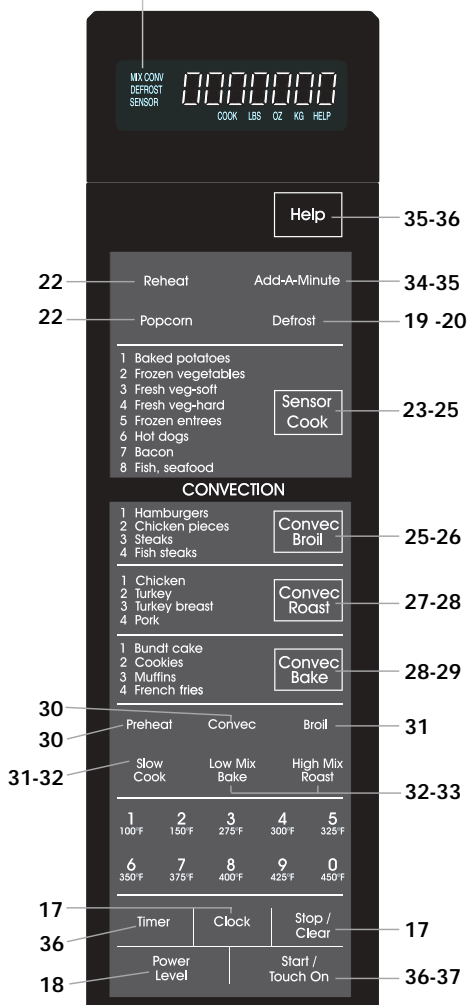 MIX CONV
DEFROST
SENSOR
0000000
COOK LBS OZ KG HELP
Help 35-36
22 Reheat Add-A-Minute 34-35
22 Popcorn Defrost 19 -20
1 Baked potatoes
2 Frozen vegetables
3 Fresh veg-soft
4 Fresh veg-hard
5 Frozen entrees
6 Hot dogs
7 Bacon
8 Fish, seafood
Sensor
Cook
23-25
CONVECTION
1 Hamburgers
2 Chicken pieces
3 Steaks
4 Fish steaks
Convec
Broil
25-26
1 Chicken
2 Turkey
3 Turkey breast
4 Pork
Convec
Roast
27-28
1 Bundt cake
2 Cookies
3 Muffins
4 French fries
Convec
Bake
28-29
30
30 Preheat Convec Broil 31
31-32
Slow
Cook
Low Mix
Bake
High Mix
Roast
32-33
1 2 3 4 5
100°F 150°F 275°F 300°F 325°F
6 7 8 9 0
350°F 375°F 400°F 425°F 450°F
17
36
Timer
Clock
Stop /
Clear
17
18
Power
Level
Start /
Touch On
36-37